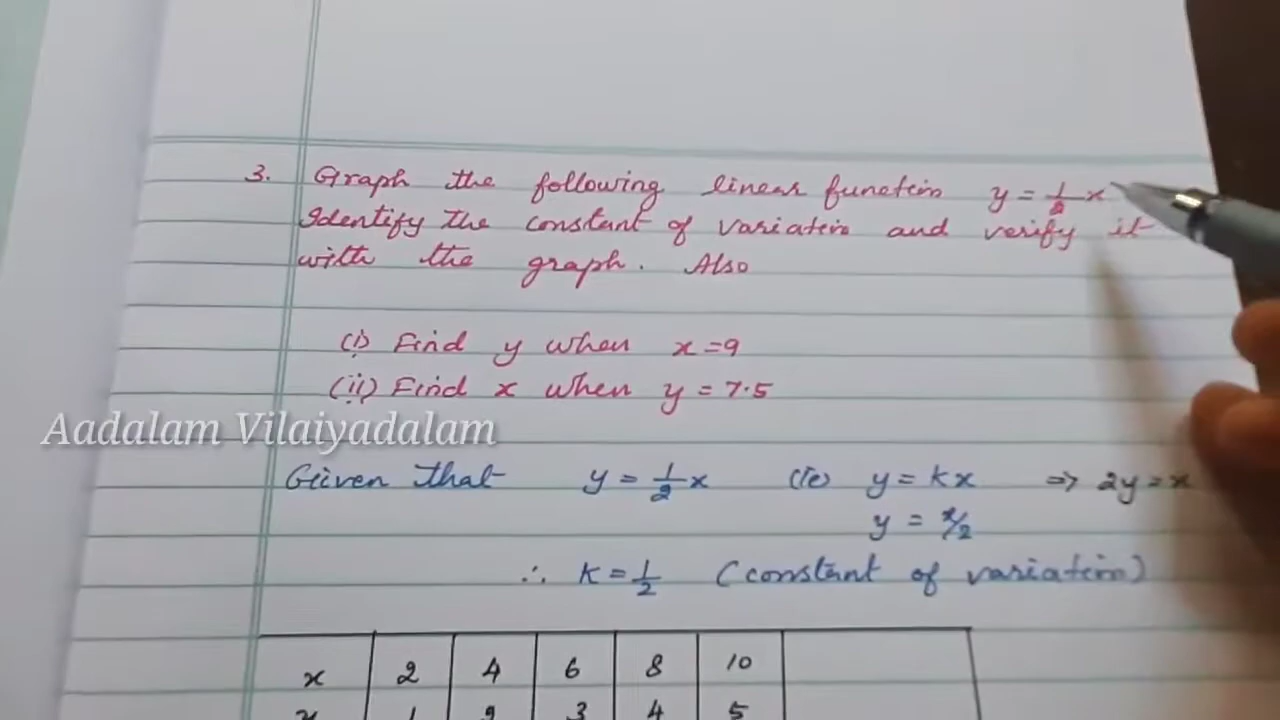 3. Graph the following linear function y = 1/2 x
Identify the constant of variation and verify it
with the graph. Also
(i) Find y when x = 9
(ii) Find x when y = 7.5
Aadalam Vilaiyadalam
Given that y = 1/2 x (ie) y = kx ⇒ 2y = x
y = x/2
∴ K = 1/2 (constant of variation)
x 2 4 6 8 10
1 2 3 4 5